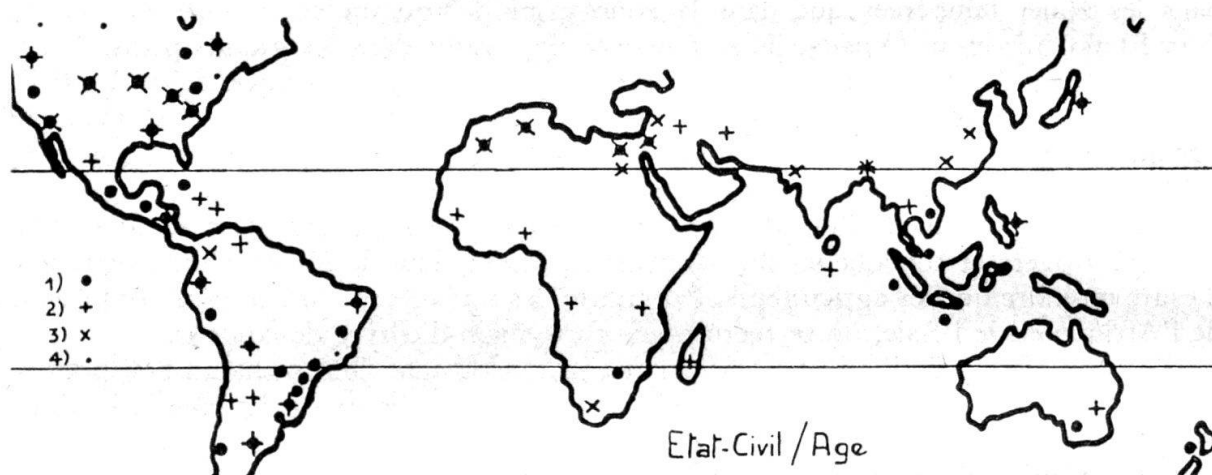 1) •
2) +
3) ×
4) ·
Etat-Civil / Age